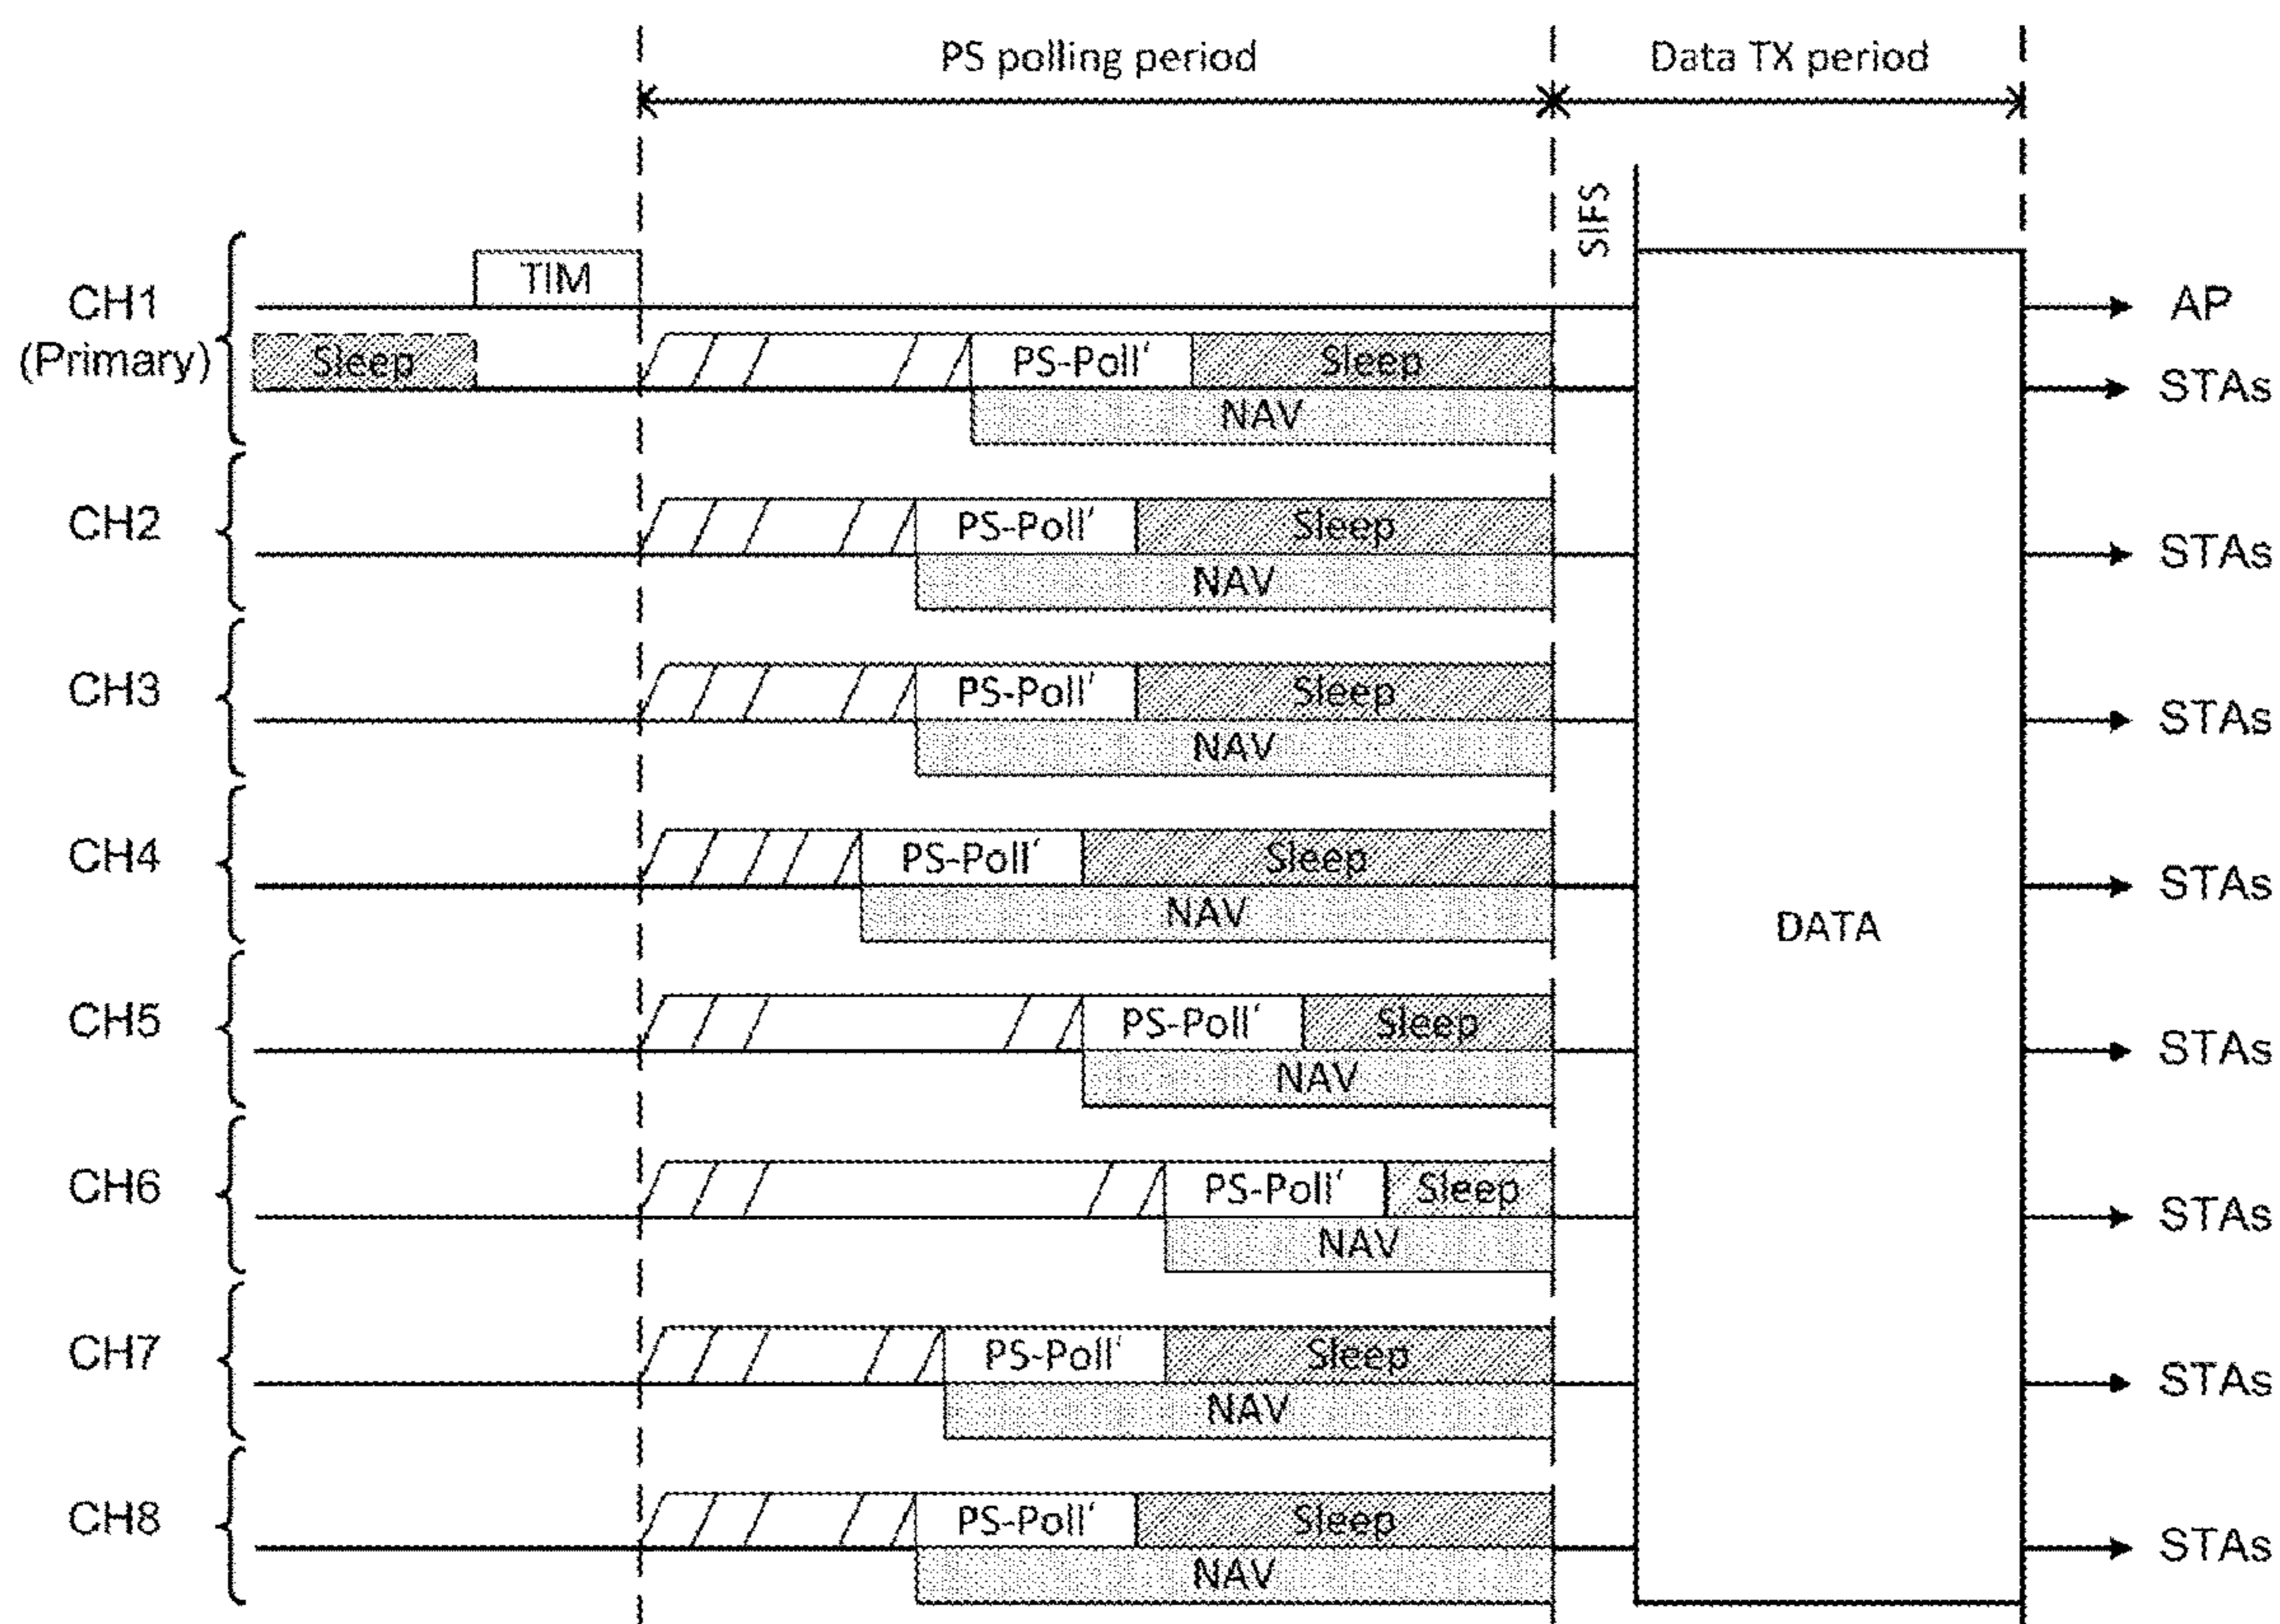 PS polling period
Data TX period
SIFS
CH1
(Primary)
TIM
AP
Sleep
PS-Poll'
Sleep
STAs
NAV
CH2
PS-Poll'
Sleep
STAs
NAV
CH3
PS-Poll'
Sleep
STAs
NAV
CH4
PS-Poll'
Sleep
STAs
NAV
DATA
CH5
PS-Poll'
Sleep
STAs
NAV
CH6
PS-Poll'
Sleep
STAs
NAV
CH7
PS-Poll'
Sleep
STAs
NAV
CH8
PS-Poll'
Sleep
STAs
NAV